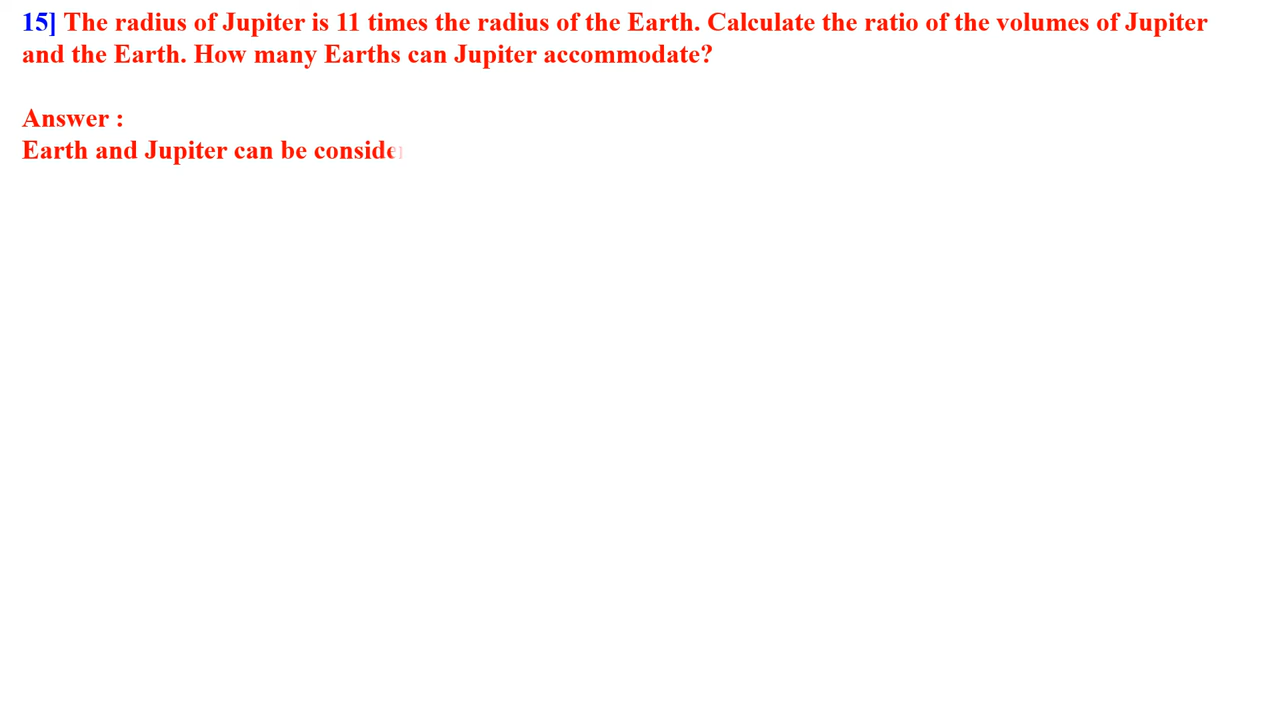 15] The radius of Jupiter is 11 times the radius of the Earth. Calculate the ratio of the volumes of Jupiter
and the Earth. How many Earths can Jupiter accommodate?
Answer :
Earth and Jupiter can be consider